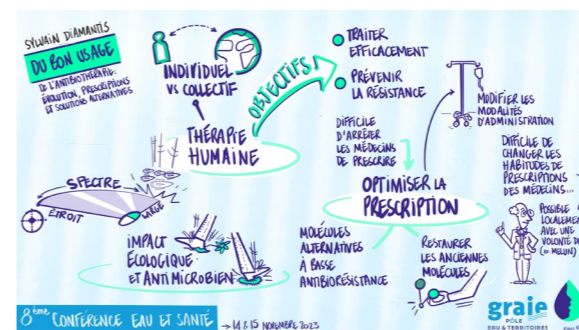 SYLVAIN DIAMANTIS
DU BON USAGE
DE L'ANTIBIOTHÉRAPIE:
ÉVOLUTION, PRESCRIPTIONS
ET SOLUTIONS ALTERNATIVES
INDIVIDUEL
VS COLLECTIF
THÉRAPIE
HUMAINE
OBJECTIFS!
TRAITER
EFFICACEMENT
PRÉVENIR
LA RÉSISTANCE
DIFFICILE
D'ARRÊTER
LES MÉDECINS
DE PRESCRIRE
MODIFIER LES
MODALITÉS
D'ADMINISTRATION
OPTIMISER LA
PRESCRIPTION
DIFFICILE DE
CHANGER LES
HABITUDES DE
PRESCRIPTIONS
DES MÉDECINS...
POSSIBLE
LOCALEMEN
AVEC UNE
VOLONTÉ D
(ex MELUN)
SPECTRE
ÉTROIT
LARGE
IMPACT
ÉCOLOGIQUE:
ET ANTIMICROBIEN
MOLÉCULES
ALTERNATIVES
À BASSE
ANTIBIORÉSISTANCE
RESTAURER
LES ANCIENNES
MOLÉCULES
8ème CONFÉRENCE EAU ET SANTÉ → 14 & 15 NOVEMBRE 2023
graie
PÔLE
EAU & TERRITOIRES